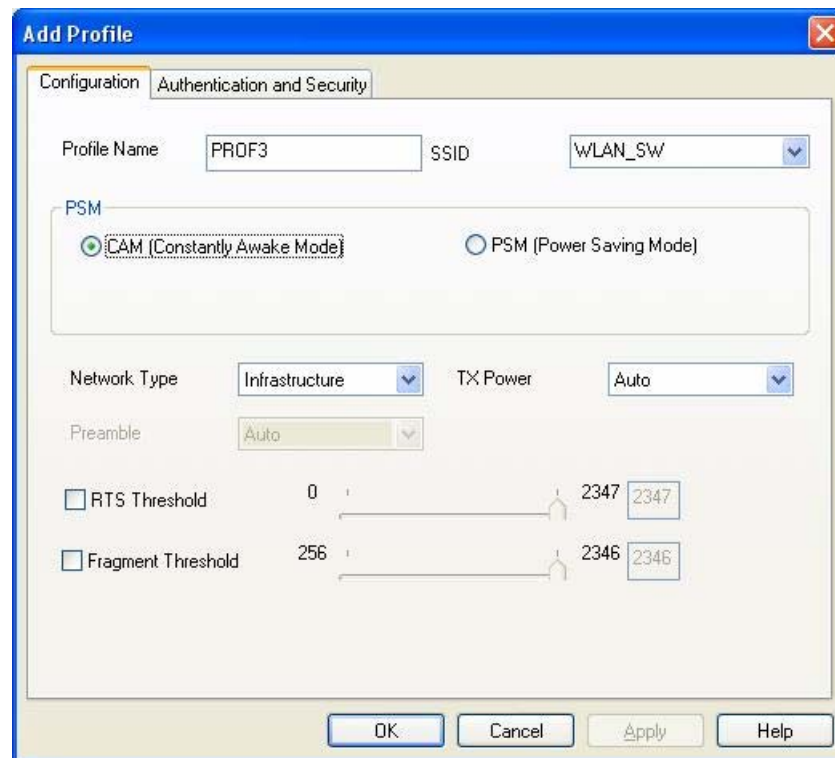 Add Profile
Configuration Authentication and Security
Profile Name PROF3 SSID WLAN_SW
PSM
CAM (Constantly Awake Mode) PSM (Power Saving Mode)
Network Type Infrastructure TX Power Auto
Preamble Auto
RTS Threshold 0 2347 2347
Fragment Threshold 256 2346 2346
OK Cancel Apply Help